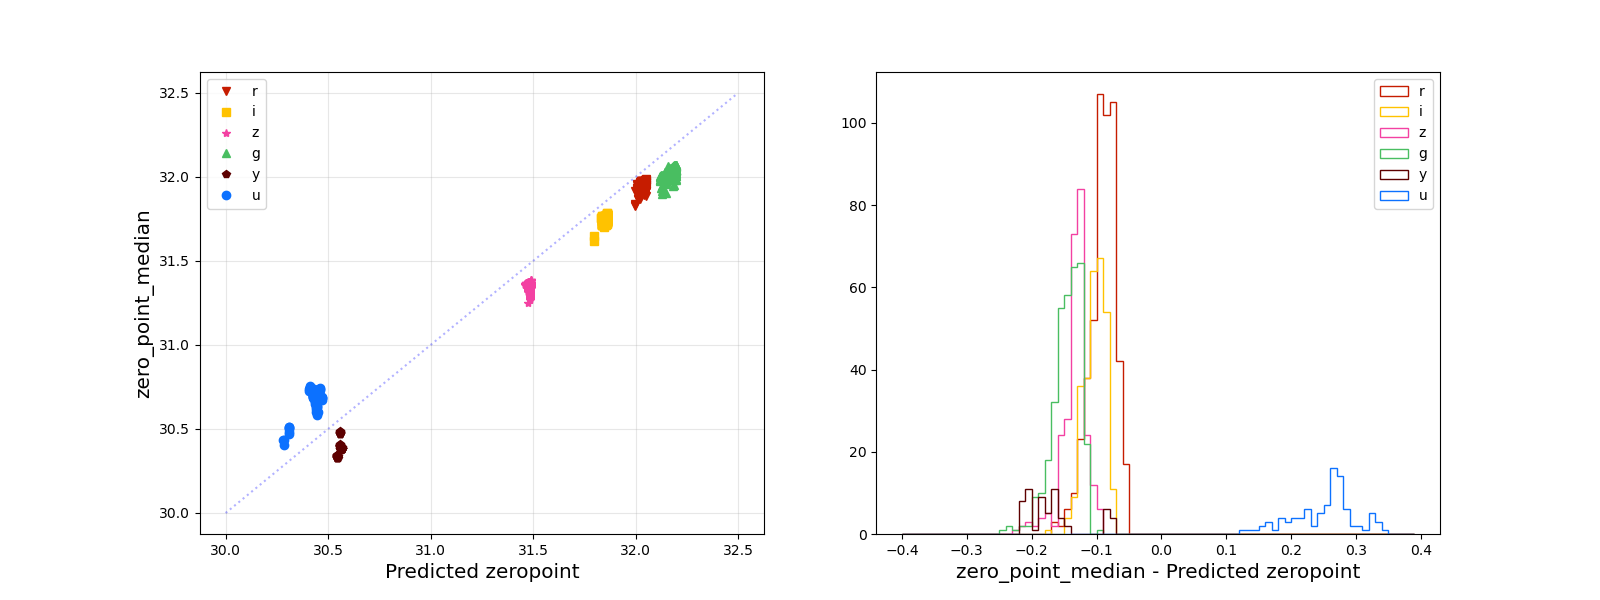 32.5
32.0
31.5
31.0
30.5
30.0
zero_point_median
r
i
z
g
y
u
30.0 30.5 31.0 31.5 32.0 32.5
Predicted zeropoint
100
80
60
40
20
0
r
i
z
g
y
u
−0.4 −0.3 −0.2 −0.1 0.0 0.1 0.2 0.3 0.4
zero_point_median - Predicted zeropoint